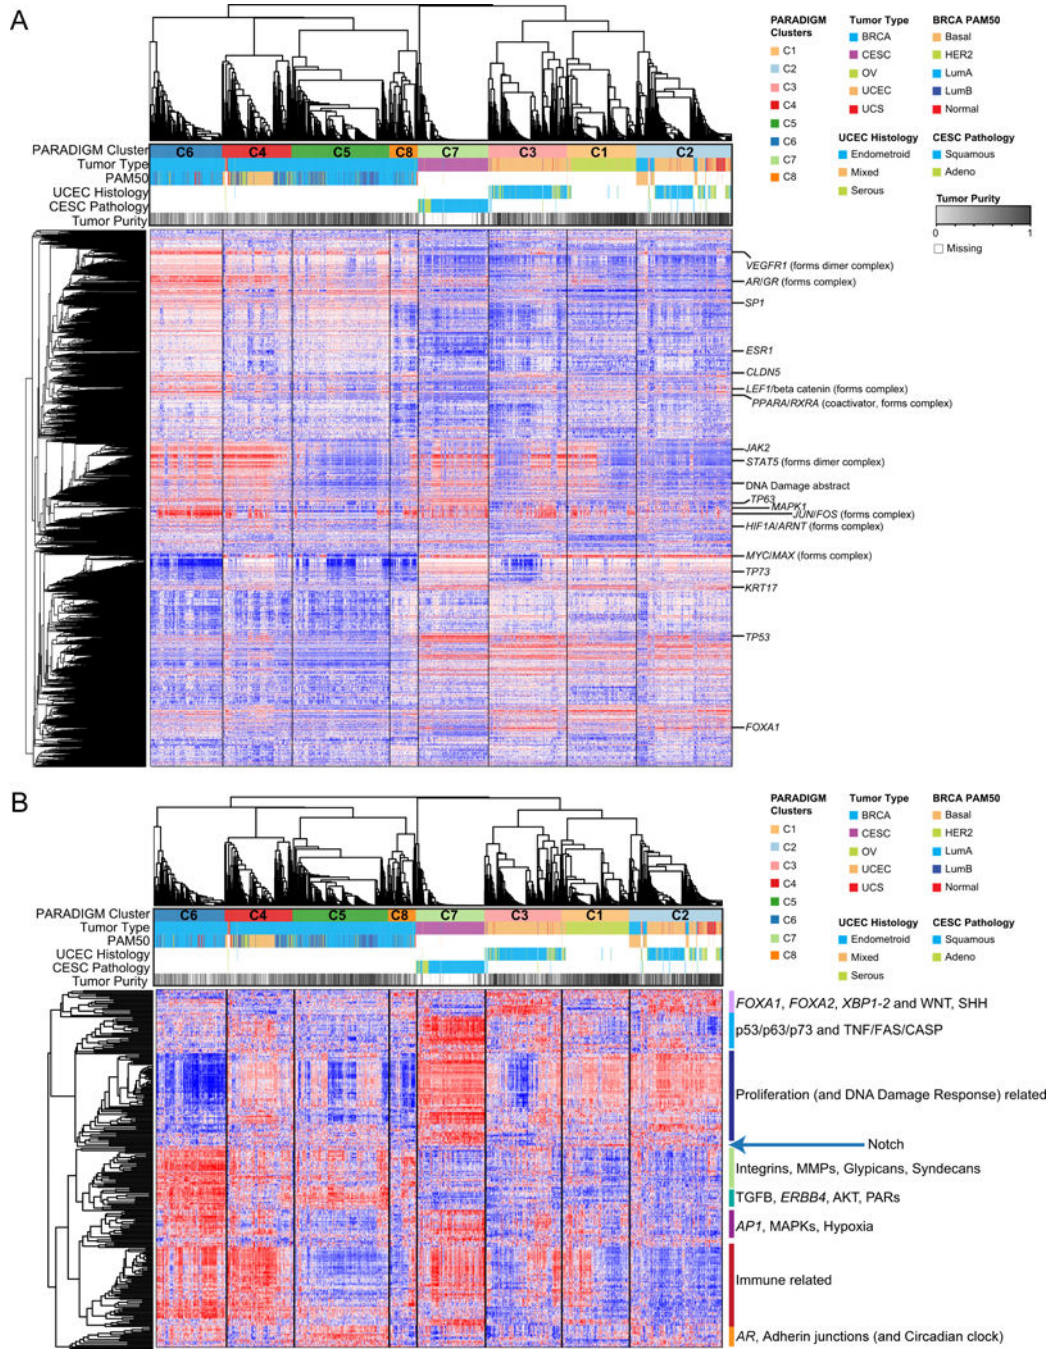 A
PARADIGM
Clusters
C1
C2
C3
C4
C5
C6
C7
C8
Tumor Type
BRCA
CESC
OV
UCEC
UCS
BRCA PAM50
Basal
HER2
LumA
LumB
Normal
UCEC Histology
Endometroid
Mixed
Serous
CESC Pathology
Squamous
Adeno
Tumor Purity
0 1
Missing
PARADIGM Cluster
C6 C4 C5 C8 C7 C3 C1 C2
Tumor Type
PAM50
UCEC Histology
CESC Pathology
Tumor Purity
VEGFR1 (forms dimer complex)
AR/GR (forms complex)
SP1
ESR1
CLDN5
LEF1/beta catenin (forms complex)
PPARA/RXRA (coactivator, forms complex)
JAK2
STAT5 (forms dimer complex)
DNA Damage abstract
TP63
MAPK1
JUN/FOS (forms complex)
HIF1A/ARNT (forms complex)
MYC/MAX (forms complex)
TP73
KRT17
TP53
FOXA1
B
PARADIGM
Clusters
C1
C2
C3
C4
C5
C6
C7
C8
Tumor Type
BRCA
CESC
OV
UCEC
UCS
BRCA PAM50
Basal
HER2
LumA
LumB
Normal
UCEC Histology
Endometroid
Mixed
Serous
CESC Pathology
Squamous
Adeno
Tumor Purity
0 1
Missing
PARADIGM Cluster
C6 C4 C5 C8 C7 C3 C1 C2
Tumor Type
PAM50
UCEC Histology
CESC Pathology
Tumor Purity
FOXA1, FOXA2, XBP1-2 and WNT, SHH
p53/p63/p73 and TNF/FAS/CASP
Proliferation (and DNA Damage Response) related
Notch
Integrins, MMPs, Glypicans, Syndecans
TGFB, ERBB4, AKT, PARs
AP1, MAPKs, Hypoxia
Immune related
AR, Adherin junctions (and Circadian clock)